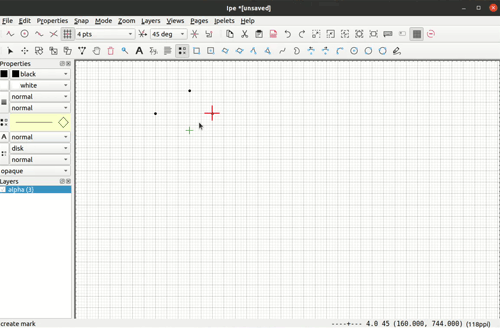 Ipe *[unsaved]
File Edit Properties Snap Mode Zoom Layers Views Pages Ipelets Help
4 pts 45 deg
Properties
black
white
normal
normal
A normal
disk
normal
opaque
Layers
alpha (3)
create mark
----+--- 4.0 45 (160.000, 744.000) (118ppi)